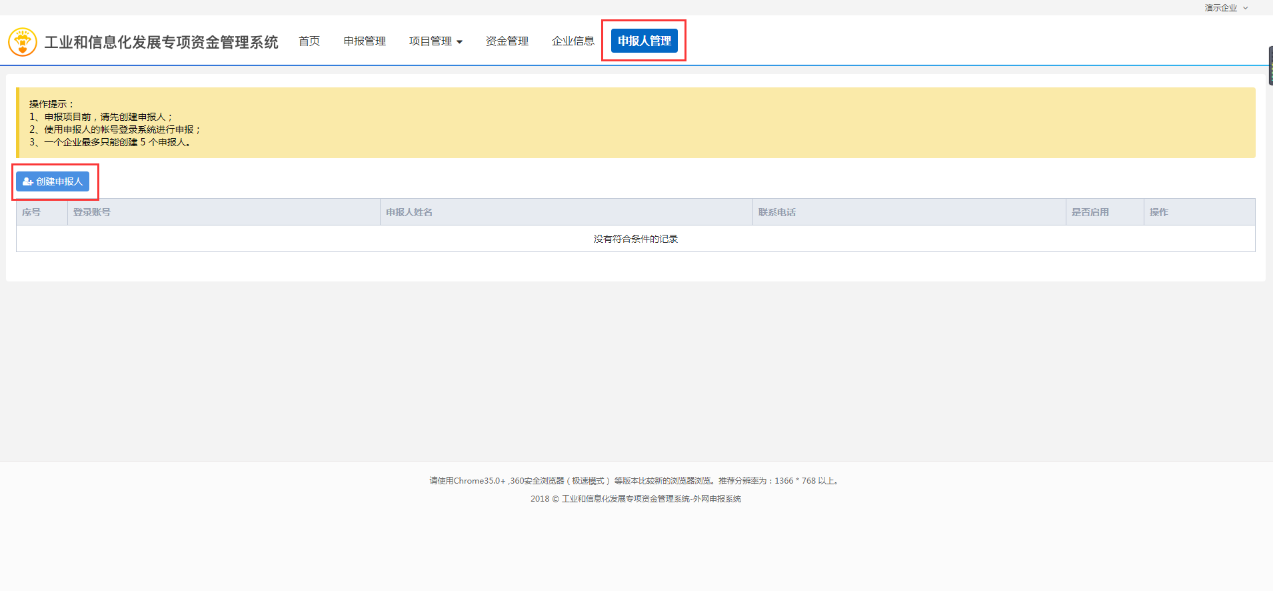 演示企业
工业和信息化发展专项资金管理系统 首页 申报管理 项目管理 资金管理 企业信息 申报人管理
操作提示：
1、申报项目前，请先创建申报人；
2、使用申报人的帐号登录系统进行申报；
3、一个企业最多只能创建 5 个申报人。
创建申报人
序号 登录账号 申报人姓名 联系电话 是否启用 操作
没有符合条件的记录
请使用Chrome35.0+ ,360安全浏览器（极速模式） 等版本比较新的浏览器浏览。推荐分辨率为：1366 * 768 以上。
2018 © 工业和信息化发展专项资金管理系统-外网申报系统